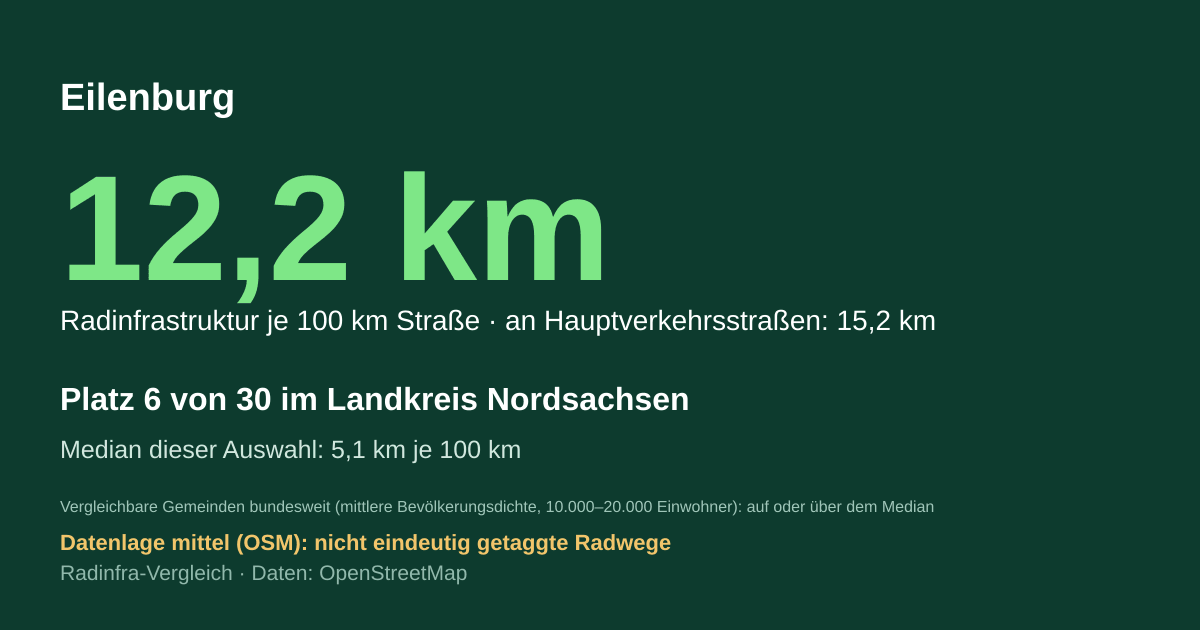 Eilenburg
12,2 km
Radinfrastruktur je 100 km Straße · an Hauptverkehrsstraßen: 15,2 km
Platz 6 von 30 im Landkreis Nordsachsen
Median dieser Auswahl: 5,1 km je 100 km
Vergleichbare Gemeinden bundesweit (mittlere Bevölkerungsdichte, 10.000–20.000 Einwohner): auf oder über dem Median
Datenlage mittel (OSM): nicht eindeutig getaggte Radwege
Radinfra-Vergleich · Daten: OpenStreetMap